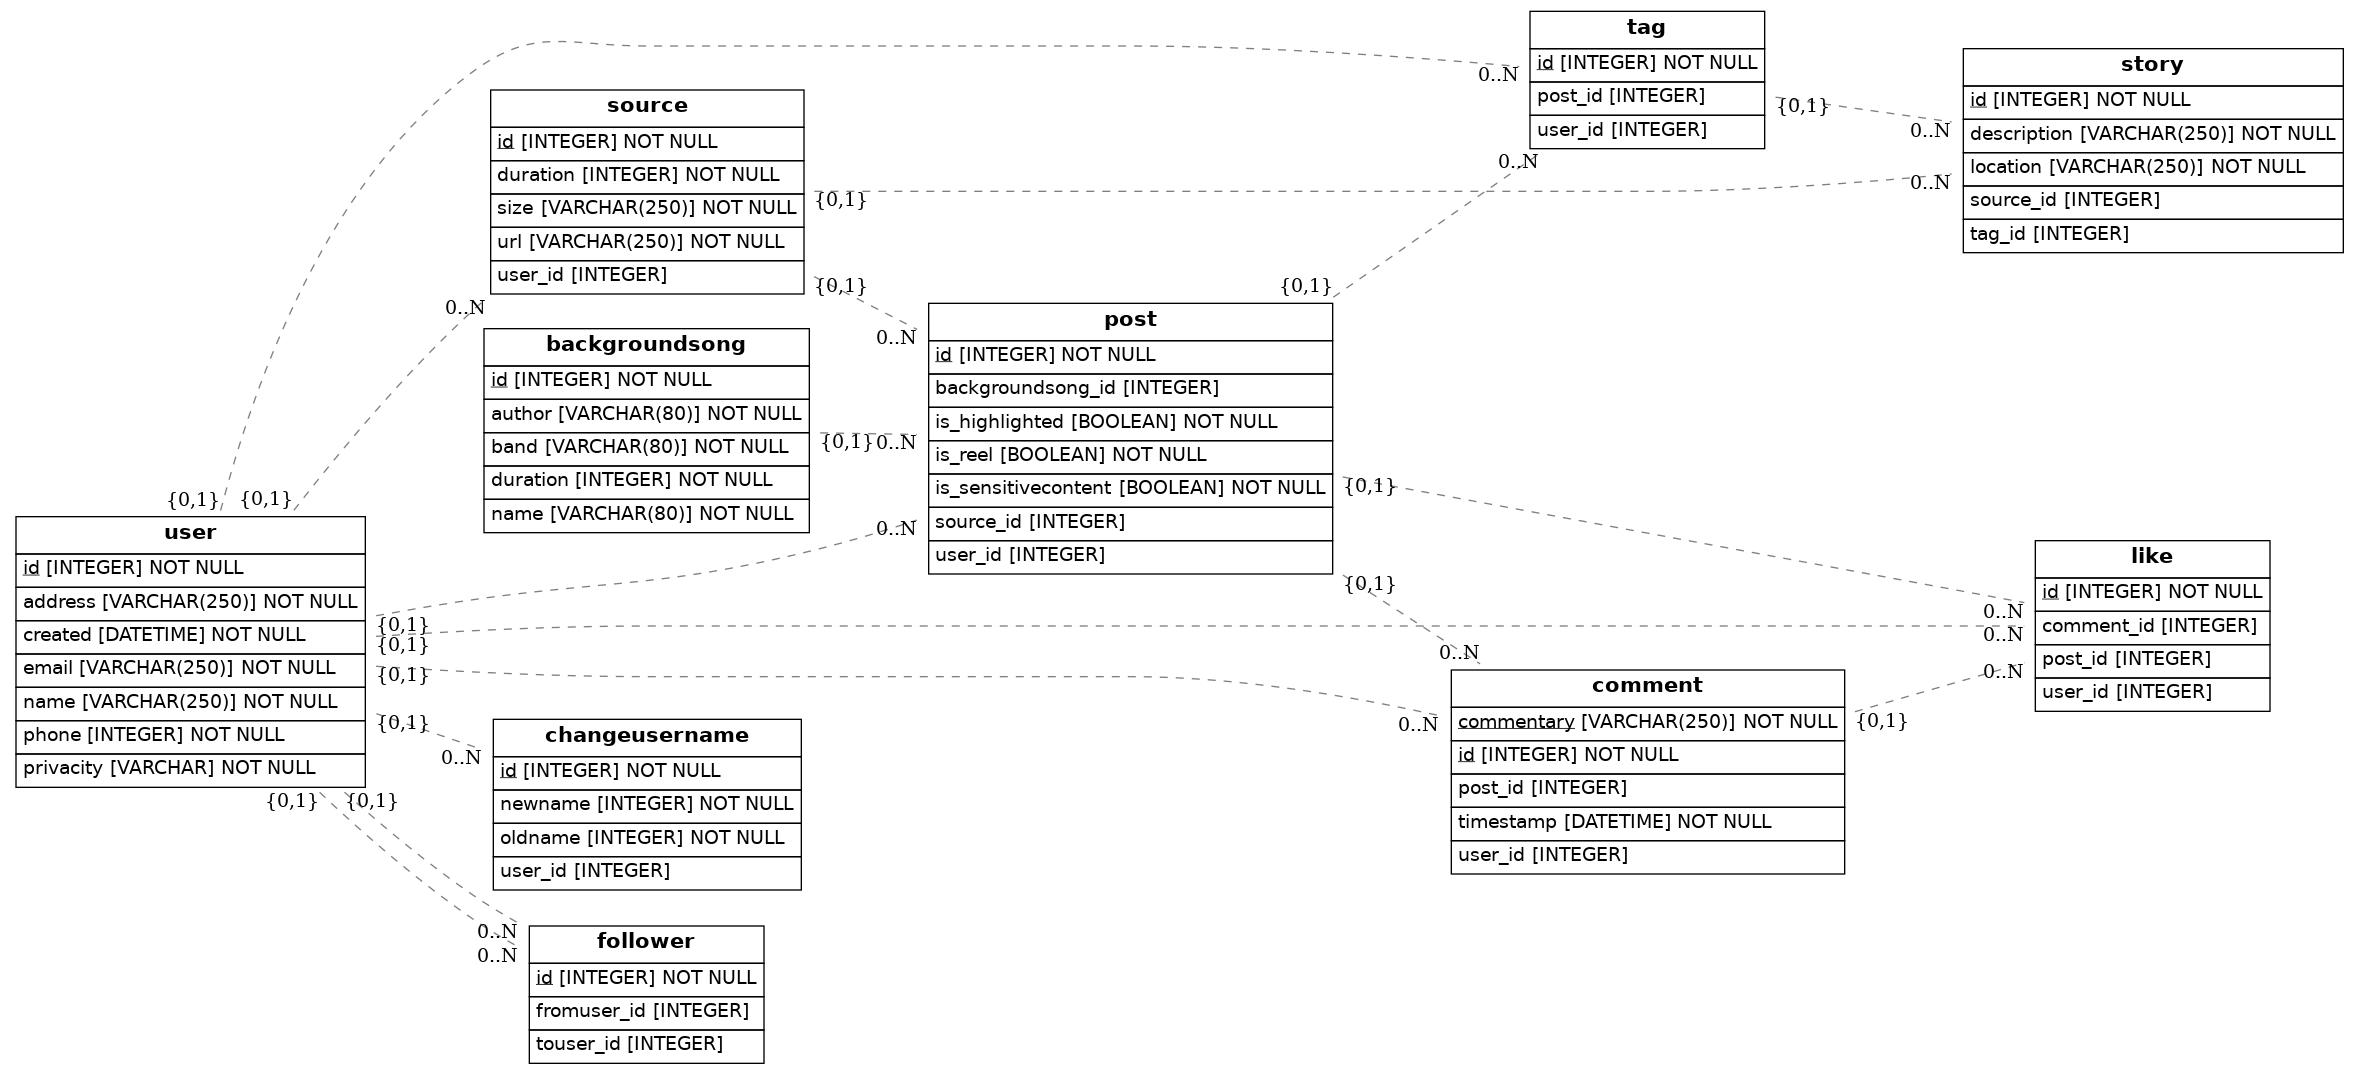 tag
id [INTEGER] NOT NULL
post_id [INTEGER]
user_id [INTEGER]
0..N
0..N
{0,1}
story
id [INTEGER] NOT NULL
description [VARCHAR(250)] NOT NULL
location [VARCHAR(250)] NOT NULL
source_id [INTEGER]
tag_id [INTEGER]
0..N
0..N
source
id [INTEGER] NOT NULL
duration [INTEGER] NOT NULL
size [VARCHAR(250)] NOT NULL
url [VARCHAR(250)] NOT NULL
user_id [INTEGER]
{0,1}
{0,1}
0..N
backgroundsong
id [INTEGER] NOT NULL
author [VARCHAR(80)] NOT NULL
band [VARCHAR(80)] NOT NULL
duration [INTEGER] NOT NULL
name [VARCHAR(80)] NOT NULL
{0,1}
{0,1}
post
id [INTEGER] NOT NULL
backgroundsong_id [INTEGER]
is_highlighted [BOOLEAN] NOT NULL
is_reel [BOOLEAN] NOT NULL
is_sensitivecontent [BOOLEAN] NOT NULL
source_id [INTEGER]
user_id [INTEGER]
0..N
0..N
0..N
{0,1}
{0,1}
{0,1}
{0,1}
user
id [INTEGER] NOT NULL
address [VARCHAR(250)] NOT NULL
created [DATETIME] NOT NULL
email [VARCHAR(250)] NOT NULL
name [VARCHAR(250)] NOT NULL
phone [INTEGER] NOT NULL
privacity [VARCHAR] NOT NULL
{0,1}
{0,1}
{0,1}
{0,1}
{0,1}
{0,1}
like
id [INTEGER] NOT NULL
comment_id [INTEGER]
post_id [INTEGER]
user_id [INTEGER]
0..N
0..N
0..N
comment
commentary [VARCHAR(250)] NOT NULL
id [INTEGER] NOT NULL
post_id [INTEGER]
timestamp [DATETIME] NOT NULL
user_id [INTEGER]
0..N
0..N
{0,1}
changeusername
id [INTEGER] NOT NULL
newname [INTEGER] NOT NULL
oldname [INTEGER] NOT NULL
user_id [INTEGER]
0..N
follower
id [INTEGER] NOT NULL
fromuser_id [INTEGER]
touser_id [INTEGER]
0..N
0..N